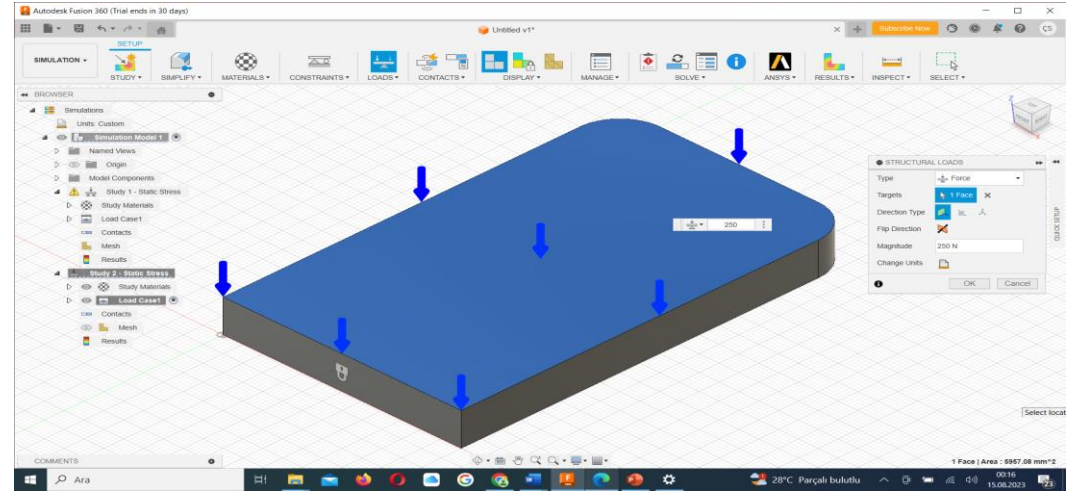 Autodesk Fusion 360 (Trial ends in 30 days)
Untitled v1*
Subscribe Now
ÇS
SETUP
SIMULATION
STUDY
SIMPLIFY
MATERIALS
CONSTRAINTS
LOADS
CONTACTS
DISPLAY
MANAGE
SOLVE
ANSYS
RESULTS
INSPECT
SELECT
BROWSER
Simulations
Units: Custom
Simulation Model 1
Named Views
Origin
Model Components
Study 1 - Static Stress
Study Materials
Load Case1
Contacts
Mesh
Results
Study 2 - Static Stress
Study Materials
Load Case1
Contacts
Mesh
Results
250
Z
X
STRUCTURAL LOADS
Type Force
Targets 1 Face
Direction Type
Flip Direction
Magnitude 250 N
Change Units
OK Cancel
QUICK SETUP
Select locat
COMMENTS
1 Face | Area : 5957.08 mm^2
Ara
28°C Parçalı bulutlu
00:16
15.08.2023
23